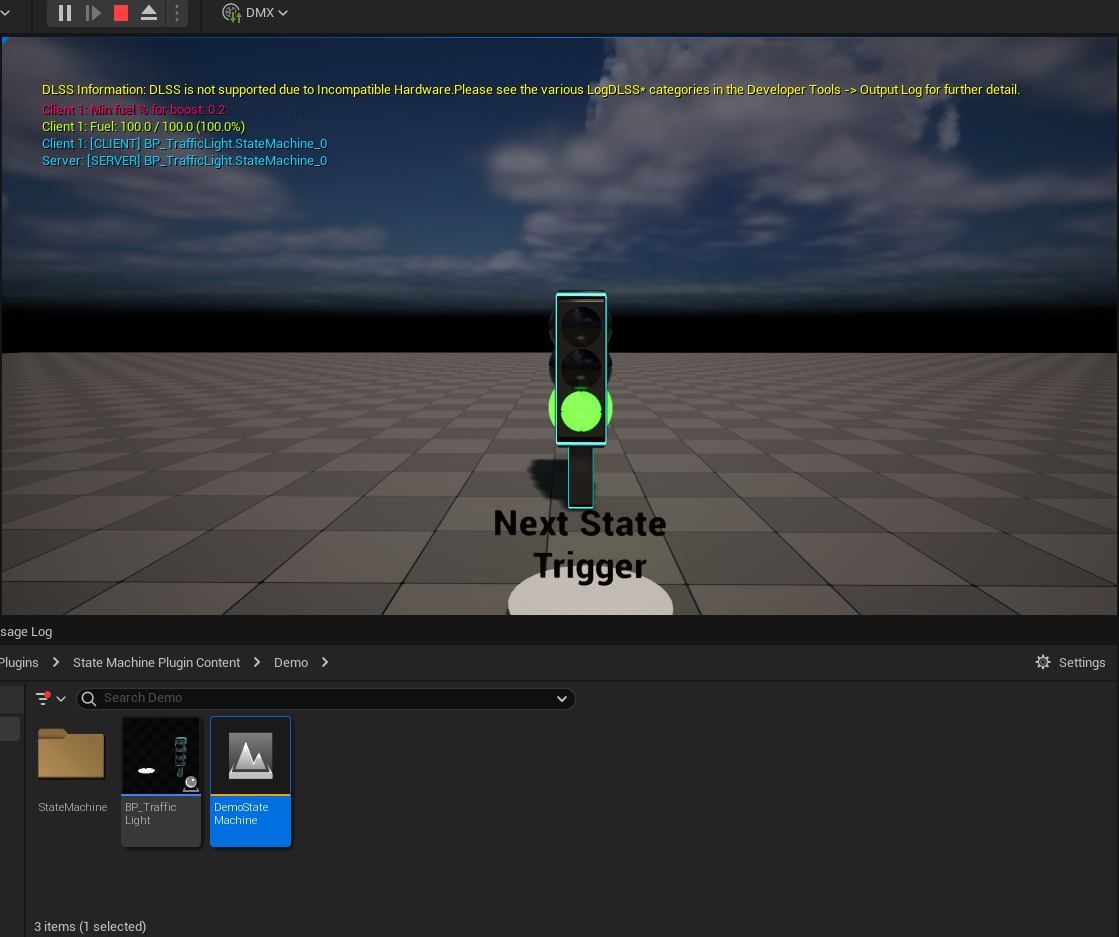 DMX
DLSS Information: DLSS is not supported due to Incompatible Hardware.Please see the various LogDLSS* categories in the Developer Tools -> Output Log for further detail.
Client 1: Min fuel % for boost: 0.2
Client 1: Fuel: 100.0 / 100.0 (100.0%)
Client 1: [CLIENT] BP_TrafficLight.StateMachine_0
Server: [SERVER] BP_TrafficLight.StateMachine_0
Next State
Trigger
sage Log
Plugins State Machine Plugin Content Demo Settings
Search Demo
StateMachine
BP_Traffic
Light
DemoState
Machine
3 items (1 selected)